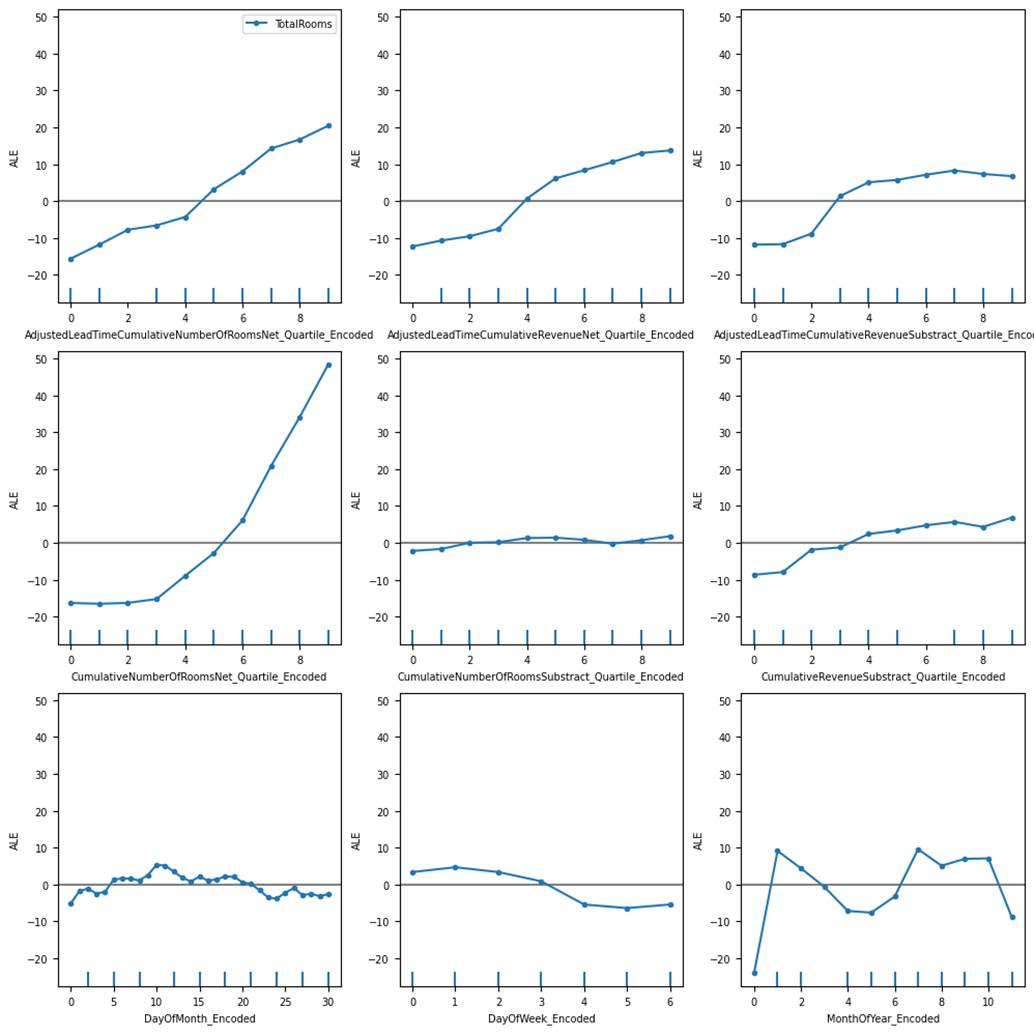 TotalRooms
50
40
30
20
10
0
−10
−20
ALE
0 2 4 6 8
AdjustedLeadTimeCumulativeNumberOfRoomsNet_Quartile_Encoded
50
40
30
20
10
0
−10
−20
ALE
0 2 4 6 8
AdjustedLeadTimeCumulativeRevenueNet_Quartile_Encoded
50
40
30
20
10
0
−10
−20
ALE
0 2 4 6 8
AdjustedLeadTimeCumulativeRevenueSubstract_Quartile_Enco
50
40
30
20
10
0
−10
−20
ALE
0 2 4 6 8
CumulativeNumberOfRoomsNet_Quartile_Encoded
50
40
30
20
10
0
−10
−20
ALE
0 2 4 6 8
CumulativeNumberOfRoomsSubstract_Quartile_Encoded
50
40
30
20
10
0
−10
−20
ALE
0 2 4 6 8
CumulativeRevenueSubstract_Quartile_Encoded
50
40
30
20
10
0
−10
−20
ALE
0 5 10 15 20 25 30
DayOfMonth_Encoded
50
40
30
20
10
0
−10
−20
ALE
0 1 2 3 4 5 6
DayOfWeek_Encoded
50
40
30
20
10
0
−10
−20
ALE
0 2 4 6 8 10
MonthOfYear_Encoded